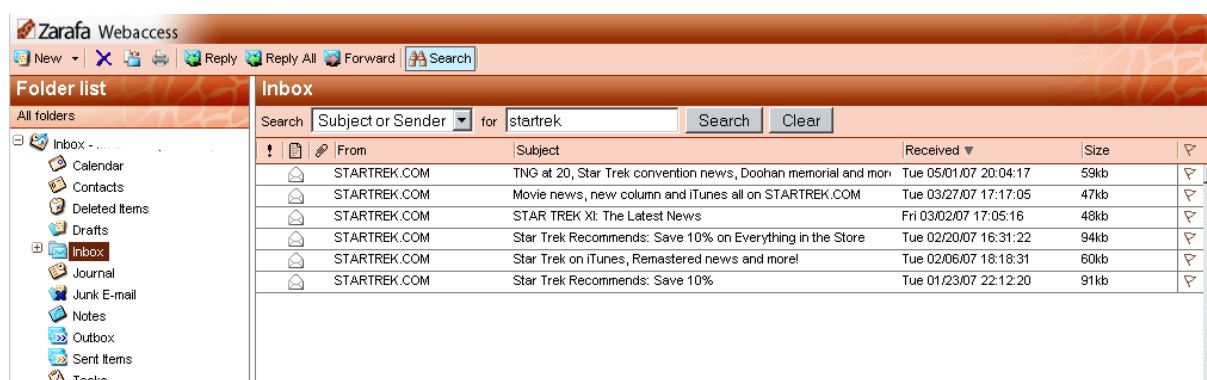 Zarafa Webaccess
New Reply Reply All Forward Search
Folder list
All folders
Inbox -
Calendar
Contacts
Deleted Items
Drafts
Inbox
Journal
Junk E-mail
Notes
Outbox
Sent Items
Tasks
Inbox
Search Subject or Sender for startrek Search Clear
! From Subject Received Size
STARTREK.COM TNG at 20, Star Trek convention news, Doohan memorial and mor Tue 05/01/07 20:04:17 59kb
STARTREK.COM Movie news, new column and iTunes all on STARTREK.COM Tue 03/27/07 17:17:05 47kb
STARTREK.COM STAR TREK XI: The Latest News Fri 03/02/07 17:05:16 48kb
STARTREK.COM Star Trek Recommends: Save 10% on Everything in the Store Tue 02/20/07 16:31:22 94kb
STARTREK.COM Star Trek on iTunes, Remastered news and more! Tue 02/06/07 18:18:31 60kb
STARTREK.COM Star Trek Recommends: Save 10% Tue 01/23/07 22:12:20 91kb